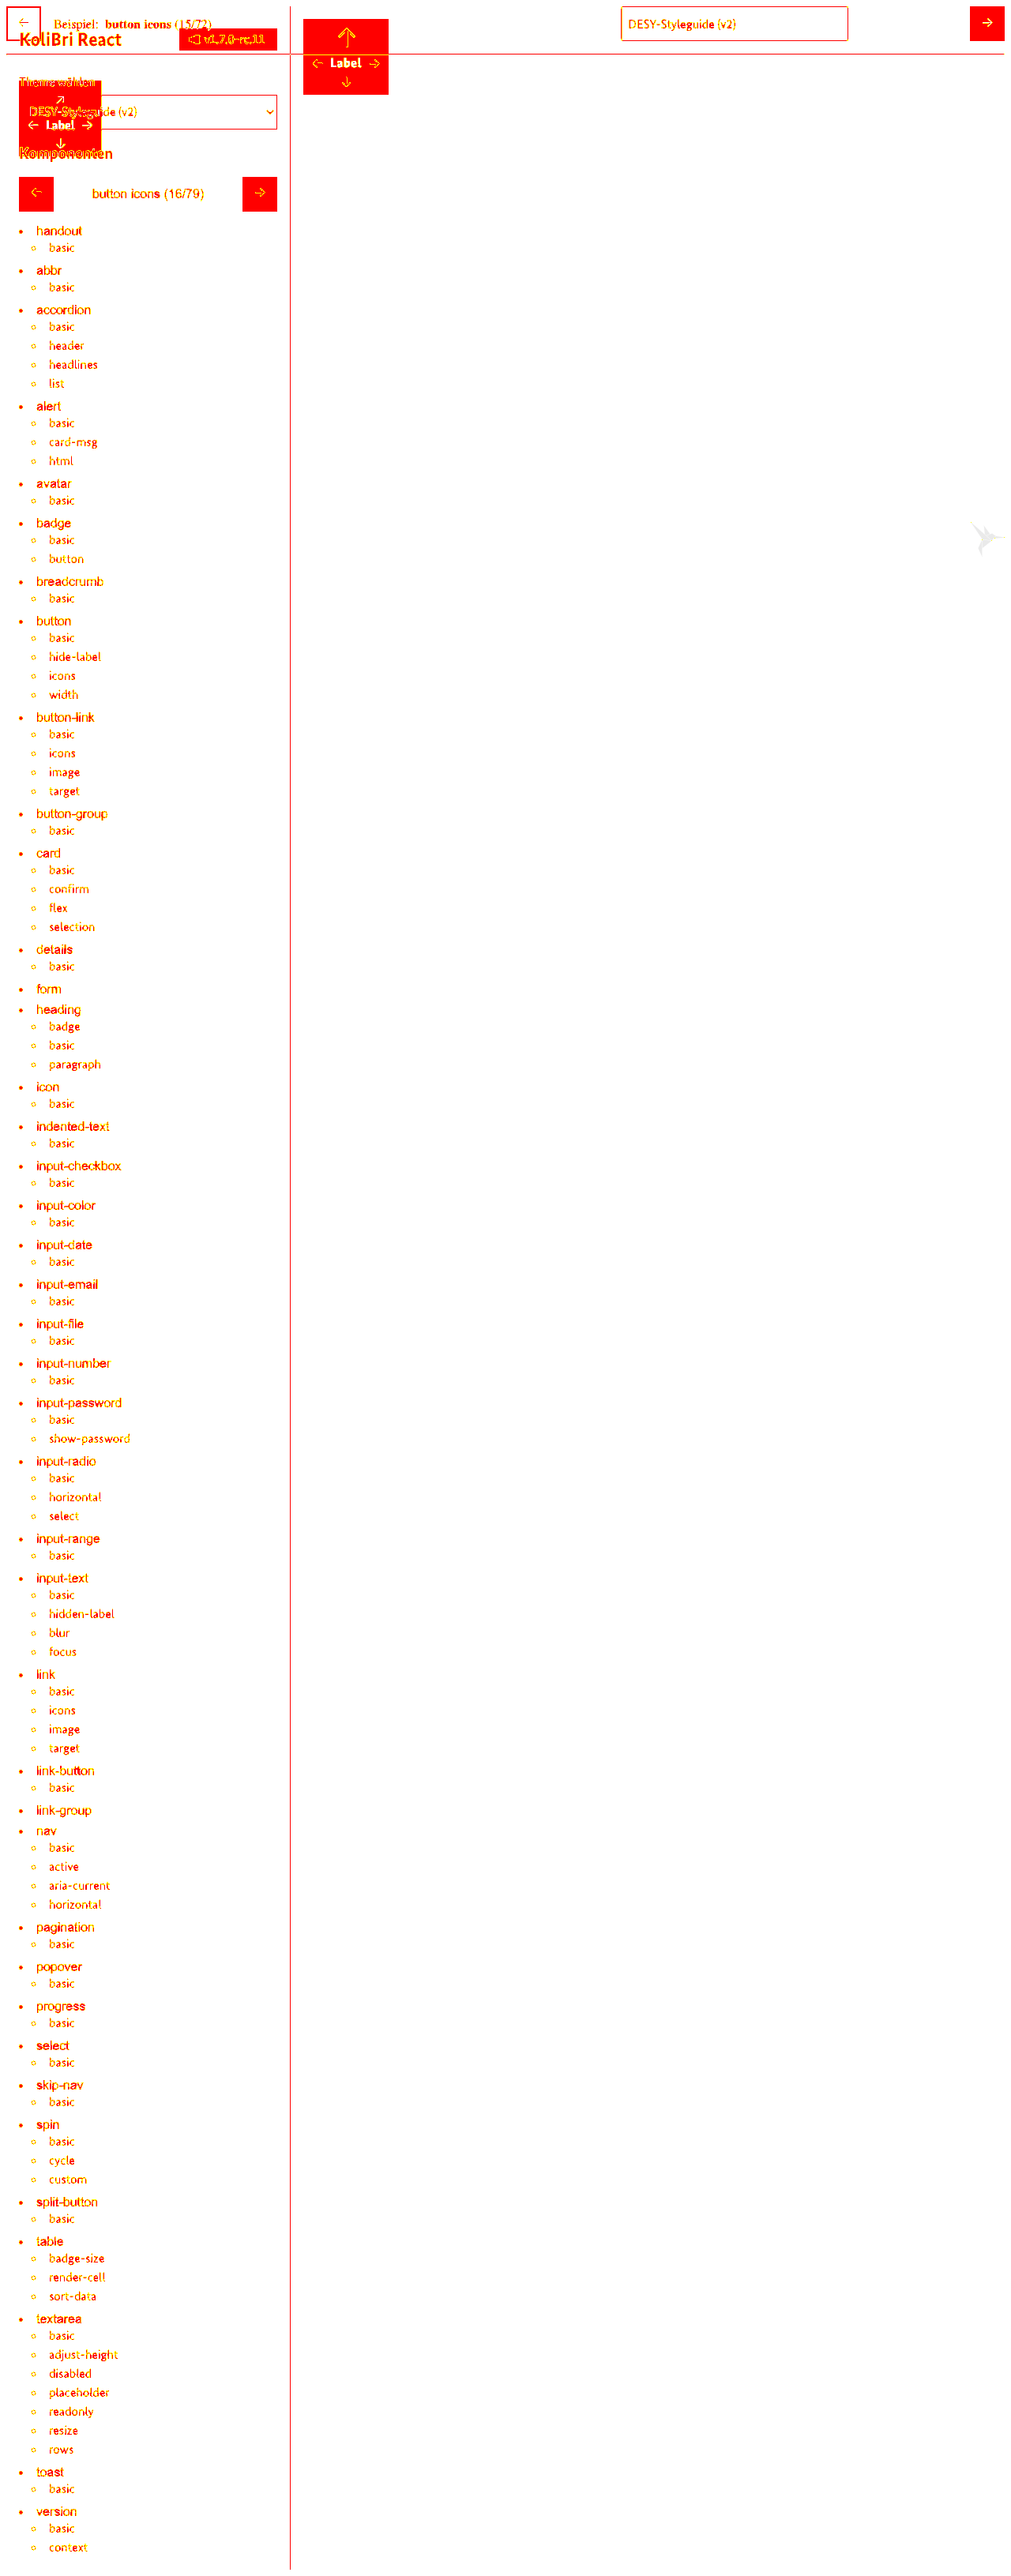 Beispiel: button icons (15/72)
DESY-Styleguide (v2)
KoliBri React
v1.7.0-rc.11
Label
Theme wählen
DESY-Styleguide (v2)
Label
Komponenten
button icons (16/79)
handout
basic
abbr
basic
accordion
basic
header
headlines
list
alert
basic
card-msg
html
avatar
basic
badge
basic
button
breadcrumb
basic
button
basic
hide-label
icons
width
button-link
basic
icons
image
target
button-group
basic
card
basic
confirm
flex
selection
details
basic
form
heading
badge
basic
paragraph
icon
basic
indented-text
basic
input-checkbox
basic
input-color
basic
input-date
basic
input-email
basic
input-file
basic
input-number
basic
input-password
basic
show-password
input-radio
basic
horizontal
select
input-range
basic
input-text
basic
hidden-label
blur
focus
link
basic
icons
image
target
link-button
basic
link-group
nav
basic
active
aria-current
horizontal
pagination
basic
popover
basic
progress
basic
select
basic
skip-nav
basic
spin
basic
cycle
custom
split-button
basic
table
badge-size
render-cell
sort-data
textarea
basic
adjust-height
disabled
placeholder
readonly
resize
rows
toast
basic
version
basic
context